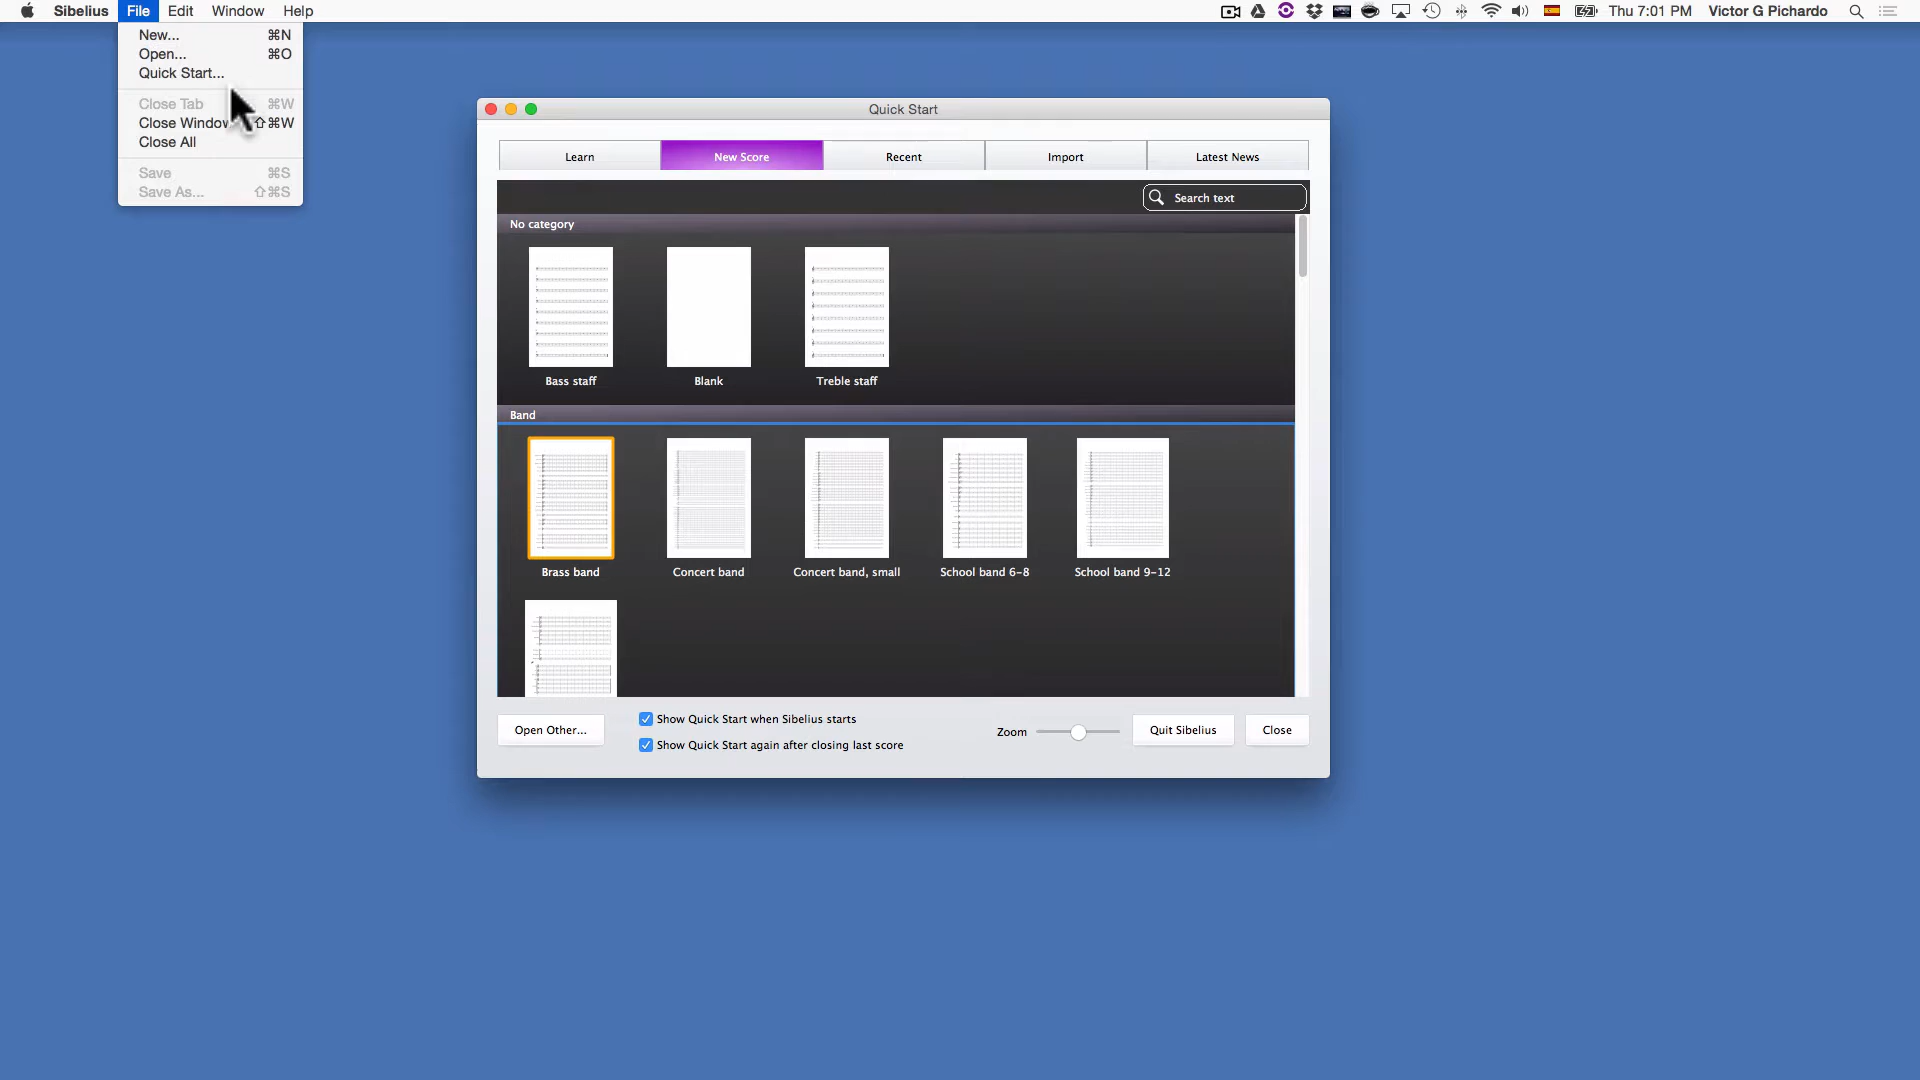 Sibelius File Edit Window Help Thu 7:01 PM Victor G Pichardo
New... ⌘N
Open... ⌘O
Quick Start...
Close Tab ⌘W
Close Window ⇧⌘W
Close All
Save ⌘S
Save As... ⇧⌘S
Quick Start
Learn New Score Recent Import Latest News
Search text
No category
Bass staff Blank Treble staff
Band
Brass band Concert band Concert band, small School band 6–8 School band 9–12
Open Other... Show Quick Start when Sibelius starts Zoom Quit Sibelius Close
Show Quick Start again after closing last score